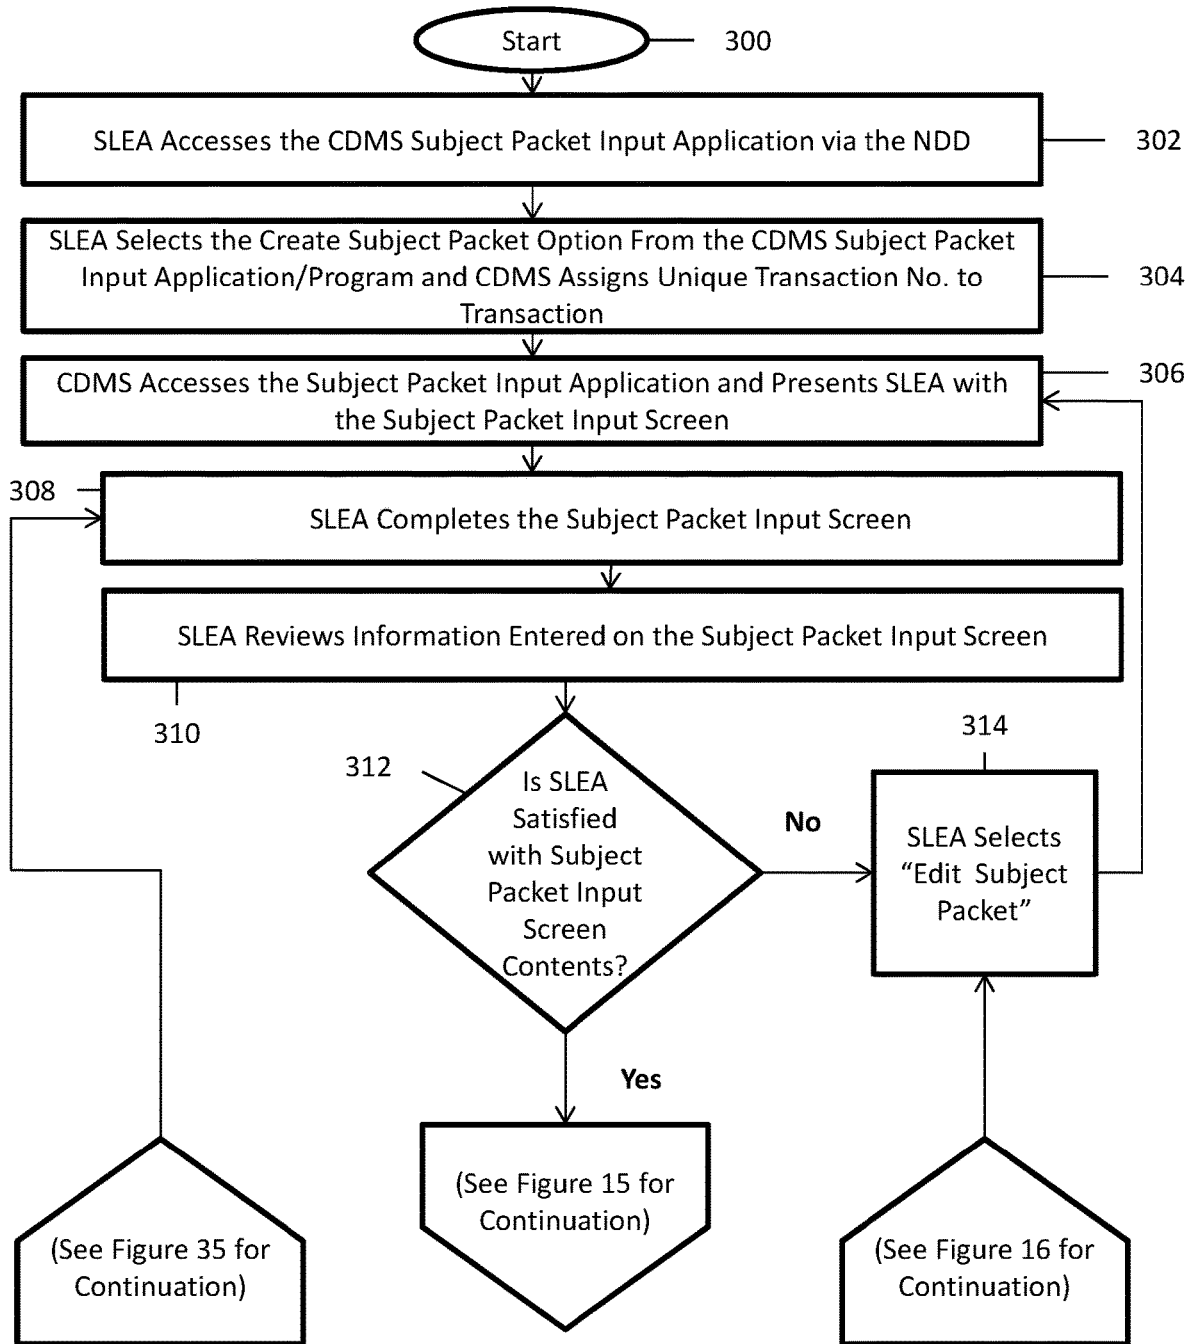 Start
300
SLEA Accesses the CDMS Subject Packet Input Application via the NDD
302
SLEA Selects the Create Subject Packet Option From the CDMS Subject Packet
Input Application/Program and CDMS Assigns Unique Transaction No. to
Transaction
304
CDMS Accesses the Subject Packet Input Application and Presents SLEA with
the Subject Packet Input Screen
306
308
SLEA Completes the Subject Packet Input Screen
SLEA Reviews Information Entered on the Subject Packet Input Screen
310
312
Is SLEA
Satisfied
with Subject
Packet Input
Screen
Contents?
No
314
SLEA Selects
“Edit Subject
Packet”
Yes
(See Figure 35 for
Continuation)
(See Figure 15 for
Continuation)
(See Figure 16 for
Continuation)